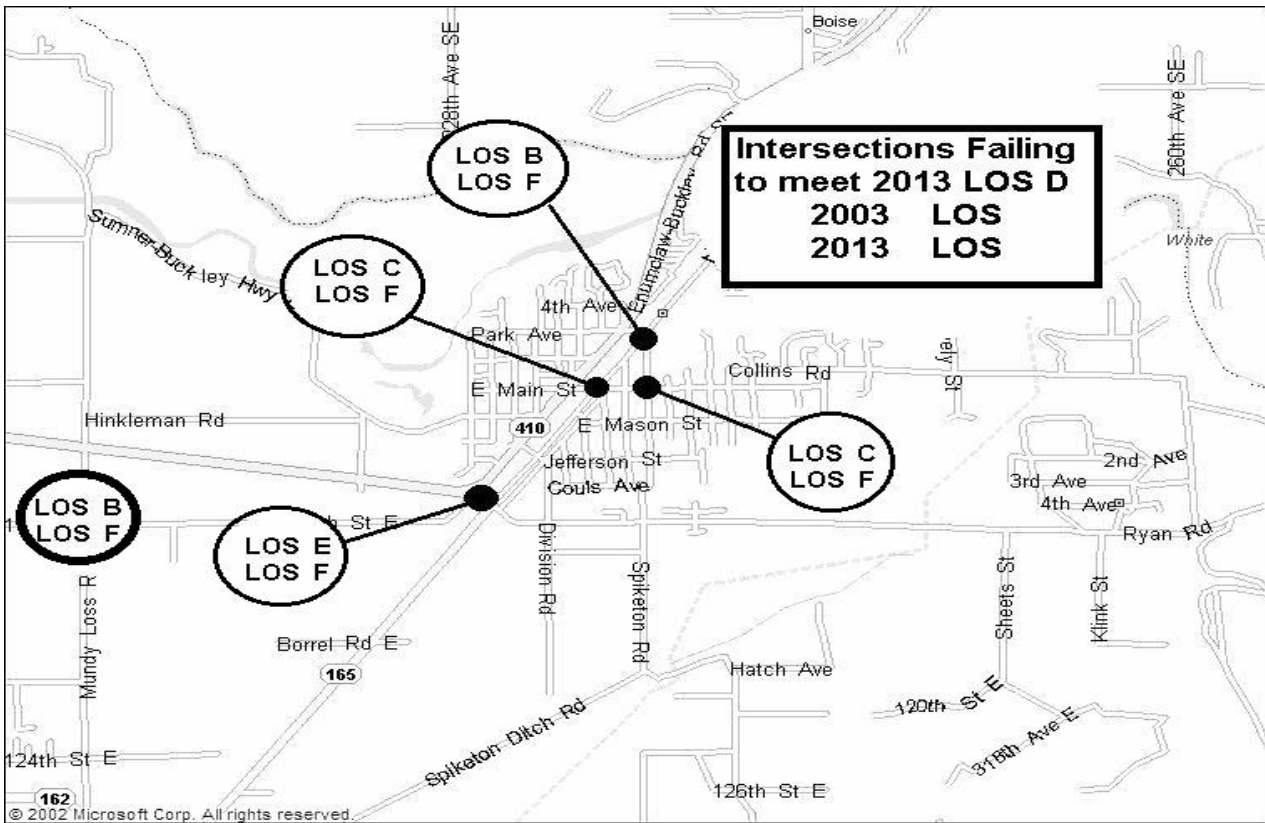 Boise
228th Ave SE
260th Ave SE
LOS B
LOS F
Intersections Failing
to meet 2013 LOS D
2003 LOS
2013 LOS
Enumclaw-Buckley Rd
Sumner-Buckley Hwy
White
LOS C
LOS F
4th Ave
Park Ave
Collins Rd
ely St
E Main St
Hinkleman Rd
410
E Mason St
Jefferson St
Couls Ave
LOS C
LOS F
2nd Ave
3rd Ave
4th Ave
LOS B
LOS F
St E
LOS E
LOS F
Ryan Rd
Division Rd
Spiketon Rd
Sheets St
Klink St
Mundy Loss R
Borrel Rd E
165
Hatch Ave
120th St E
318th Ave E
Spiketon Ditch Rd
124th St E
126th St E
162
© 2002 Microsoft Corp. All rights reserved.